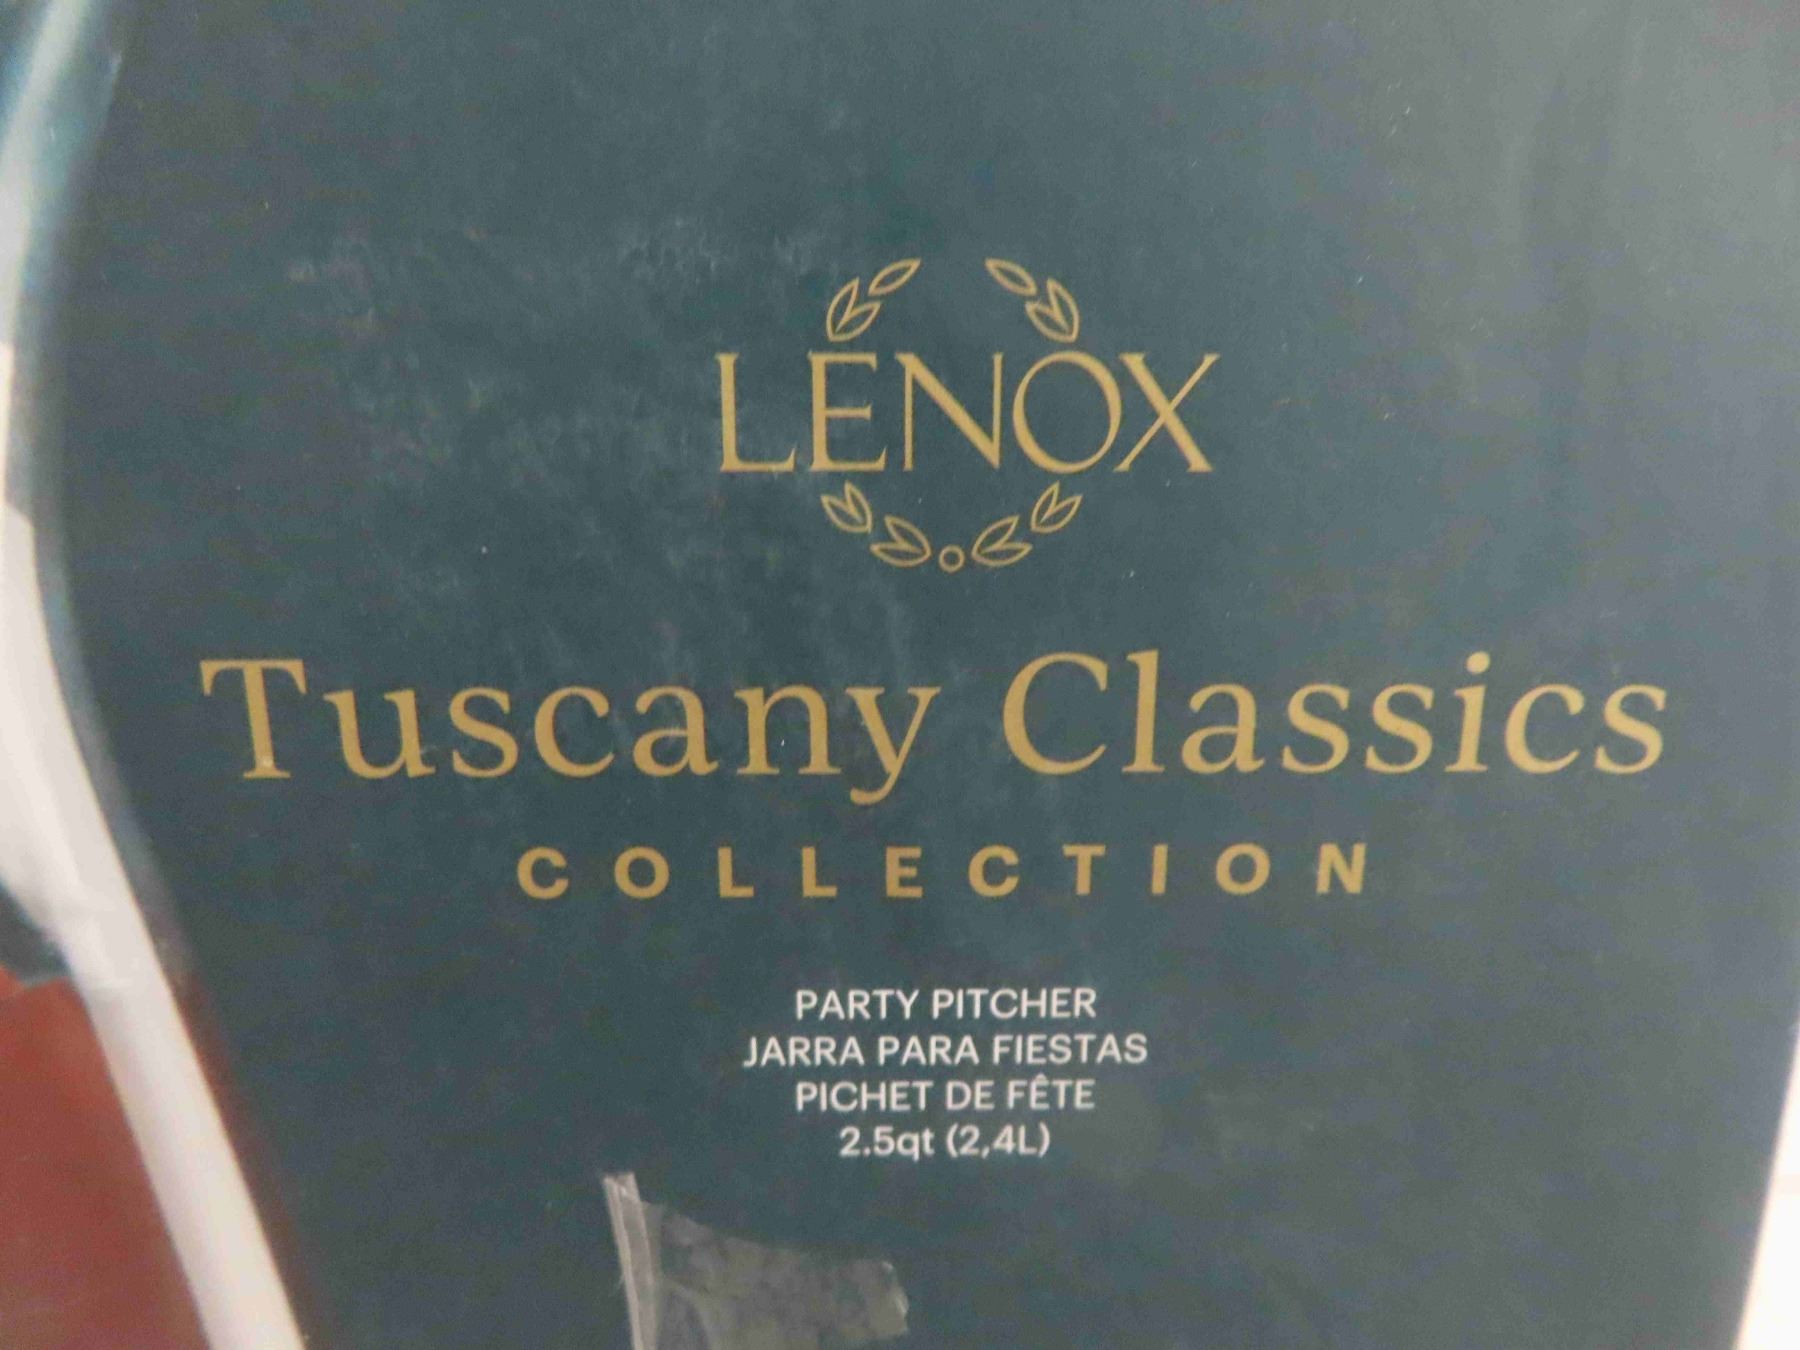 LENOX
Tuscany Classics
COLLECTION
PARTY PITCHER
JARRA PARA FIESTAS
PICHET DE FÊTE
2.5qt (2,4L)